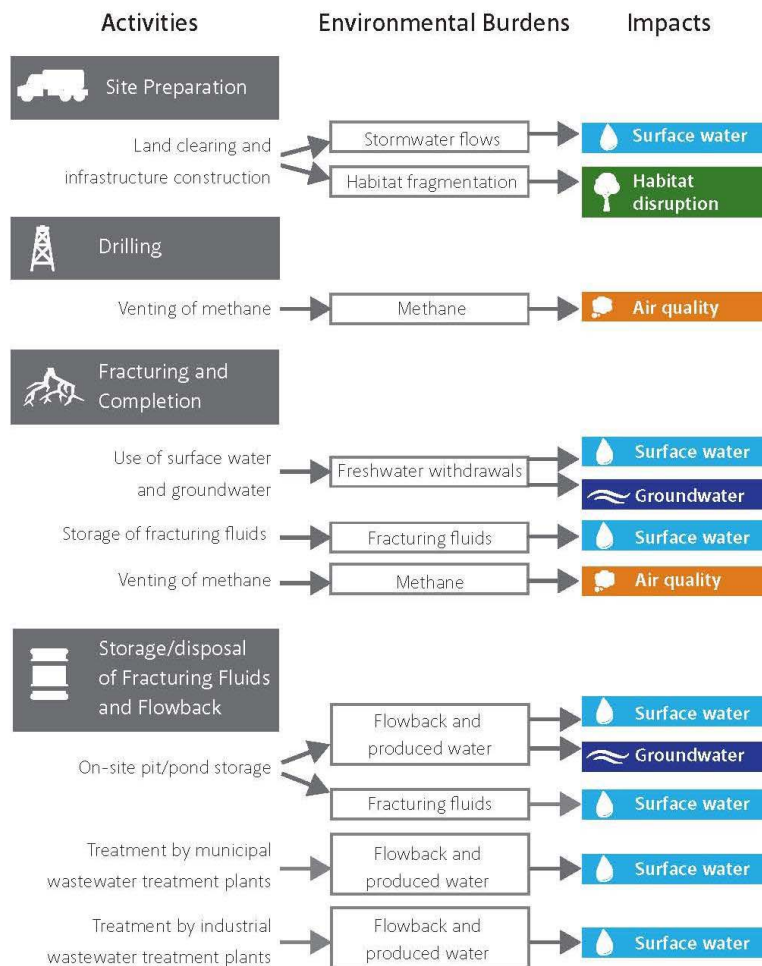 Activities Environmental Burdens Impacts
Site Preparation
Land clearing and
infrastructure construction
Stormwater flows
Surface water
Habitat fragmentation
Habitat
disruption
Drilling
Venting of methane
Methane
Air quality
Fracturing and
Completion
Use of surface water
and groundwater
Freshwater withdrawals
Surface water
Groundwater
Storage of fracturing fluids
Fracturing fluids
Surface water
Venting of methane
Methane
Air quality
Storage/disposal
of Fracturing Fluids
and Flowback
On-site pit/pond storage
Flowback and
produced water
Surface water
Groundwater
Fracturing fluids
Surface water
Treatment by municipal
wastewater treatment plants
Flowback and
produced water
Surface water
Treatment by industrial
wastewater treatment plants
Flowback and
produced water
Surface water